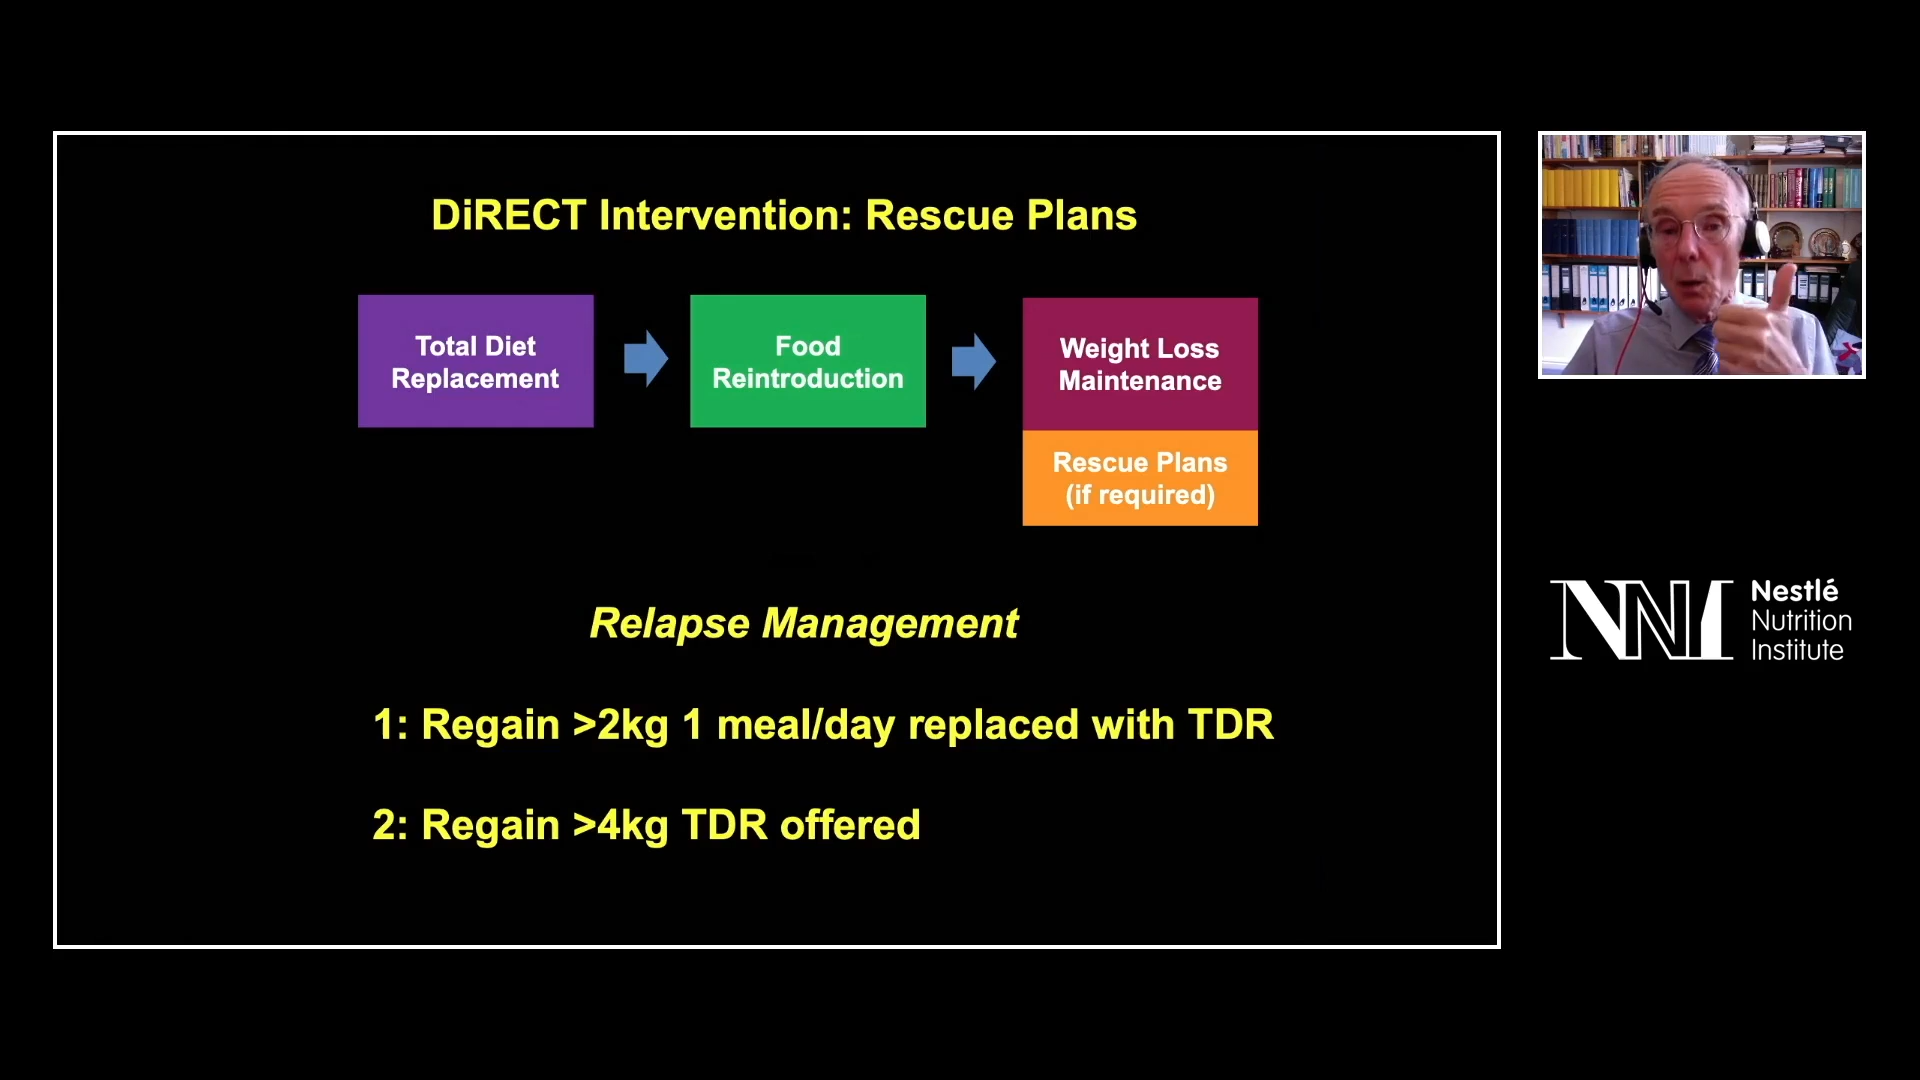 DiRECT Intervention: Rescue Plans
Total Diet
Replacement
Food
Reintroduction
Weight Loss
Maintenance
Rescue Plans
(if required)
Relapse Management
1: Regain >2kg 1 meal/day replaced with TDR
2: Regain >4kg TDR offered
NNI
Nestlé
Nutrition
Institute